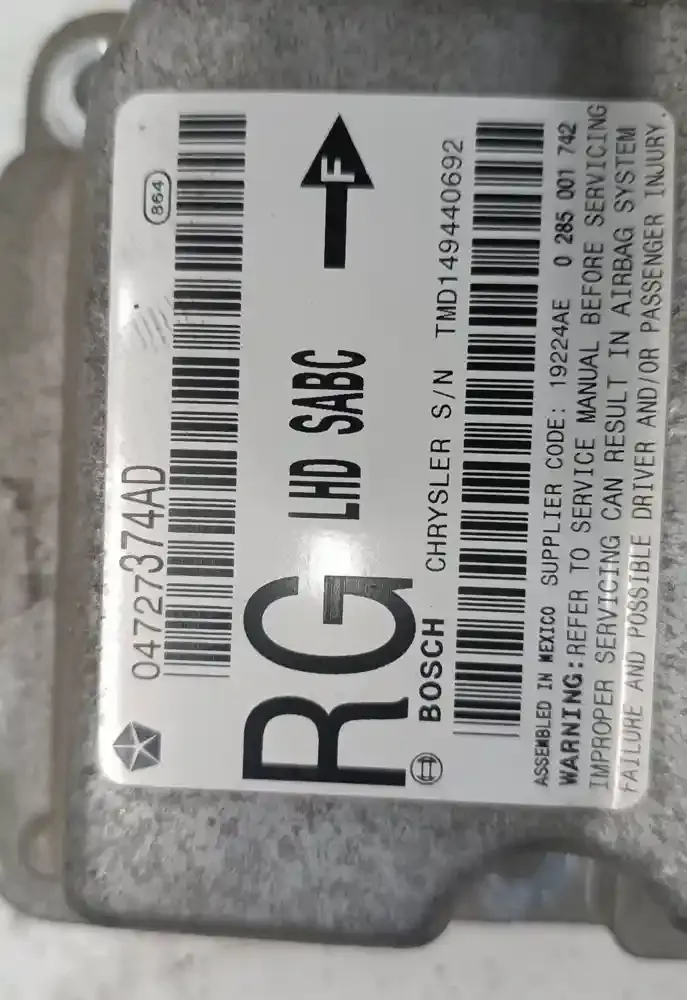 04727374AD
864
RG LHD SABC
F
BOSCH CHRYSLER S/N TMD149440692
ASSEMBLED IN MEXICO SUPPLIER CODE: 19224AE 0 285 001 742
WARNING: REFER TO SERVICE MANUAL BEFORE SERVICING
IMPROPER SERVICING CAN RESULT IN AIRBAG SYSTEM
FAILURE AND POSSIBLE DRIVER AND/OR PASSENGER INJURY.